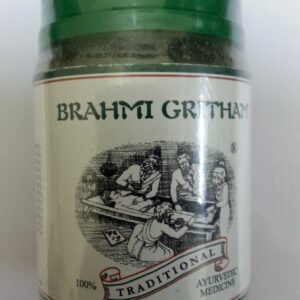 BRAHMI GRITHAM
®
TRADITIONAL
100%
AYURVEDIC
MEDICINE